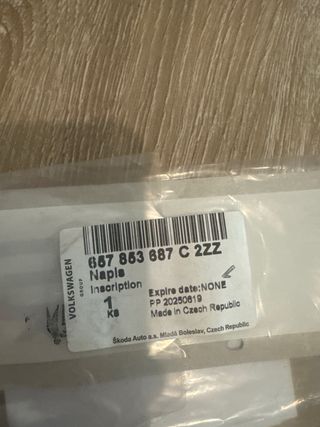 VOLKSWAGEN
GROUP
657 853 687 C 2ZZ
Napis
Inscription
1
Ks
Expire date:NONE
PP 20250619
Made in Czech Republic
Škoda Auto a.s. Mladá Boleslav, Czech Republic